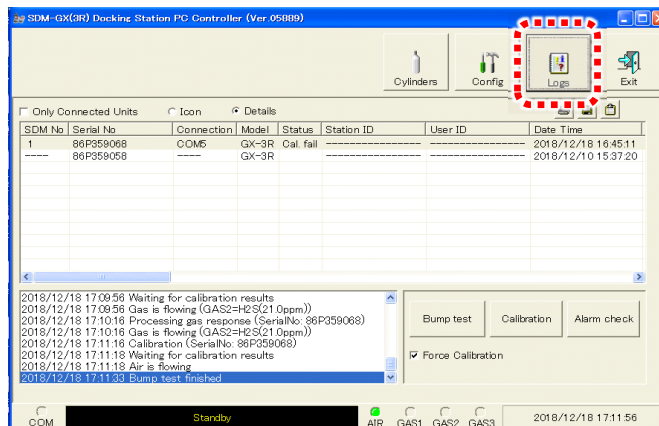 SDM-GX(3R) Docking Station PC Controller (Ver.05889)
Cylinders Config Logs Exit
Only Connected Units Icon Details
SDM No Serial No Connection Model Status Station ID User ID Date Time
1 86P359068 COM5 GX-3R Cal. fail ---------------- ---------------- 2018/12/18 16:45:11
---- 86P359058 GX-3R ---------------- ---------------- 2018/12/10 15:37:20
2018/12/18 17:09:56 Waiting for calibration results
2018/12/18 17:09:56 Gas is flowing (GAS2=H2S(21.0ppm))
2018/12/18 17:10:16 Processing gas response (SerialNo: 86P359068)
2018/12/18 17:10:16 Gas is flowing (GAS2=H2S(21.0ppm))
2018/12/18 17:11:16 Calibration (SerialNo: 86P359068)
2018/12/18 17:11:18 Waiting for calibration results
2018/12/18 17:11:18 Air is flowing
2018/12/18 17:11:33 Bump test finished
Bump test Calibration Alarm check
Force Calibration
COM Standby AIR GAS1 GAS2 GAS3 2018/12/18 17:11:56